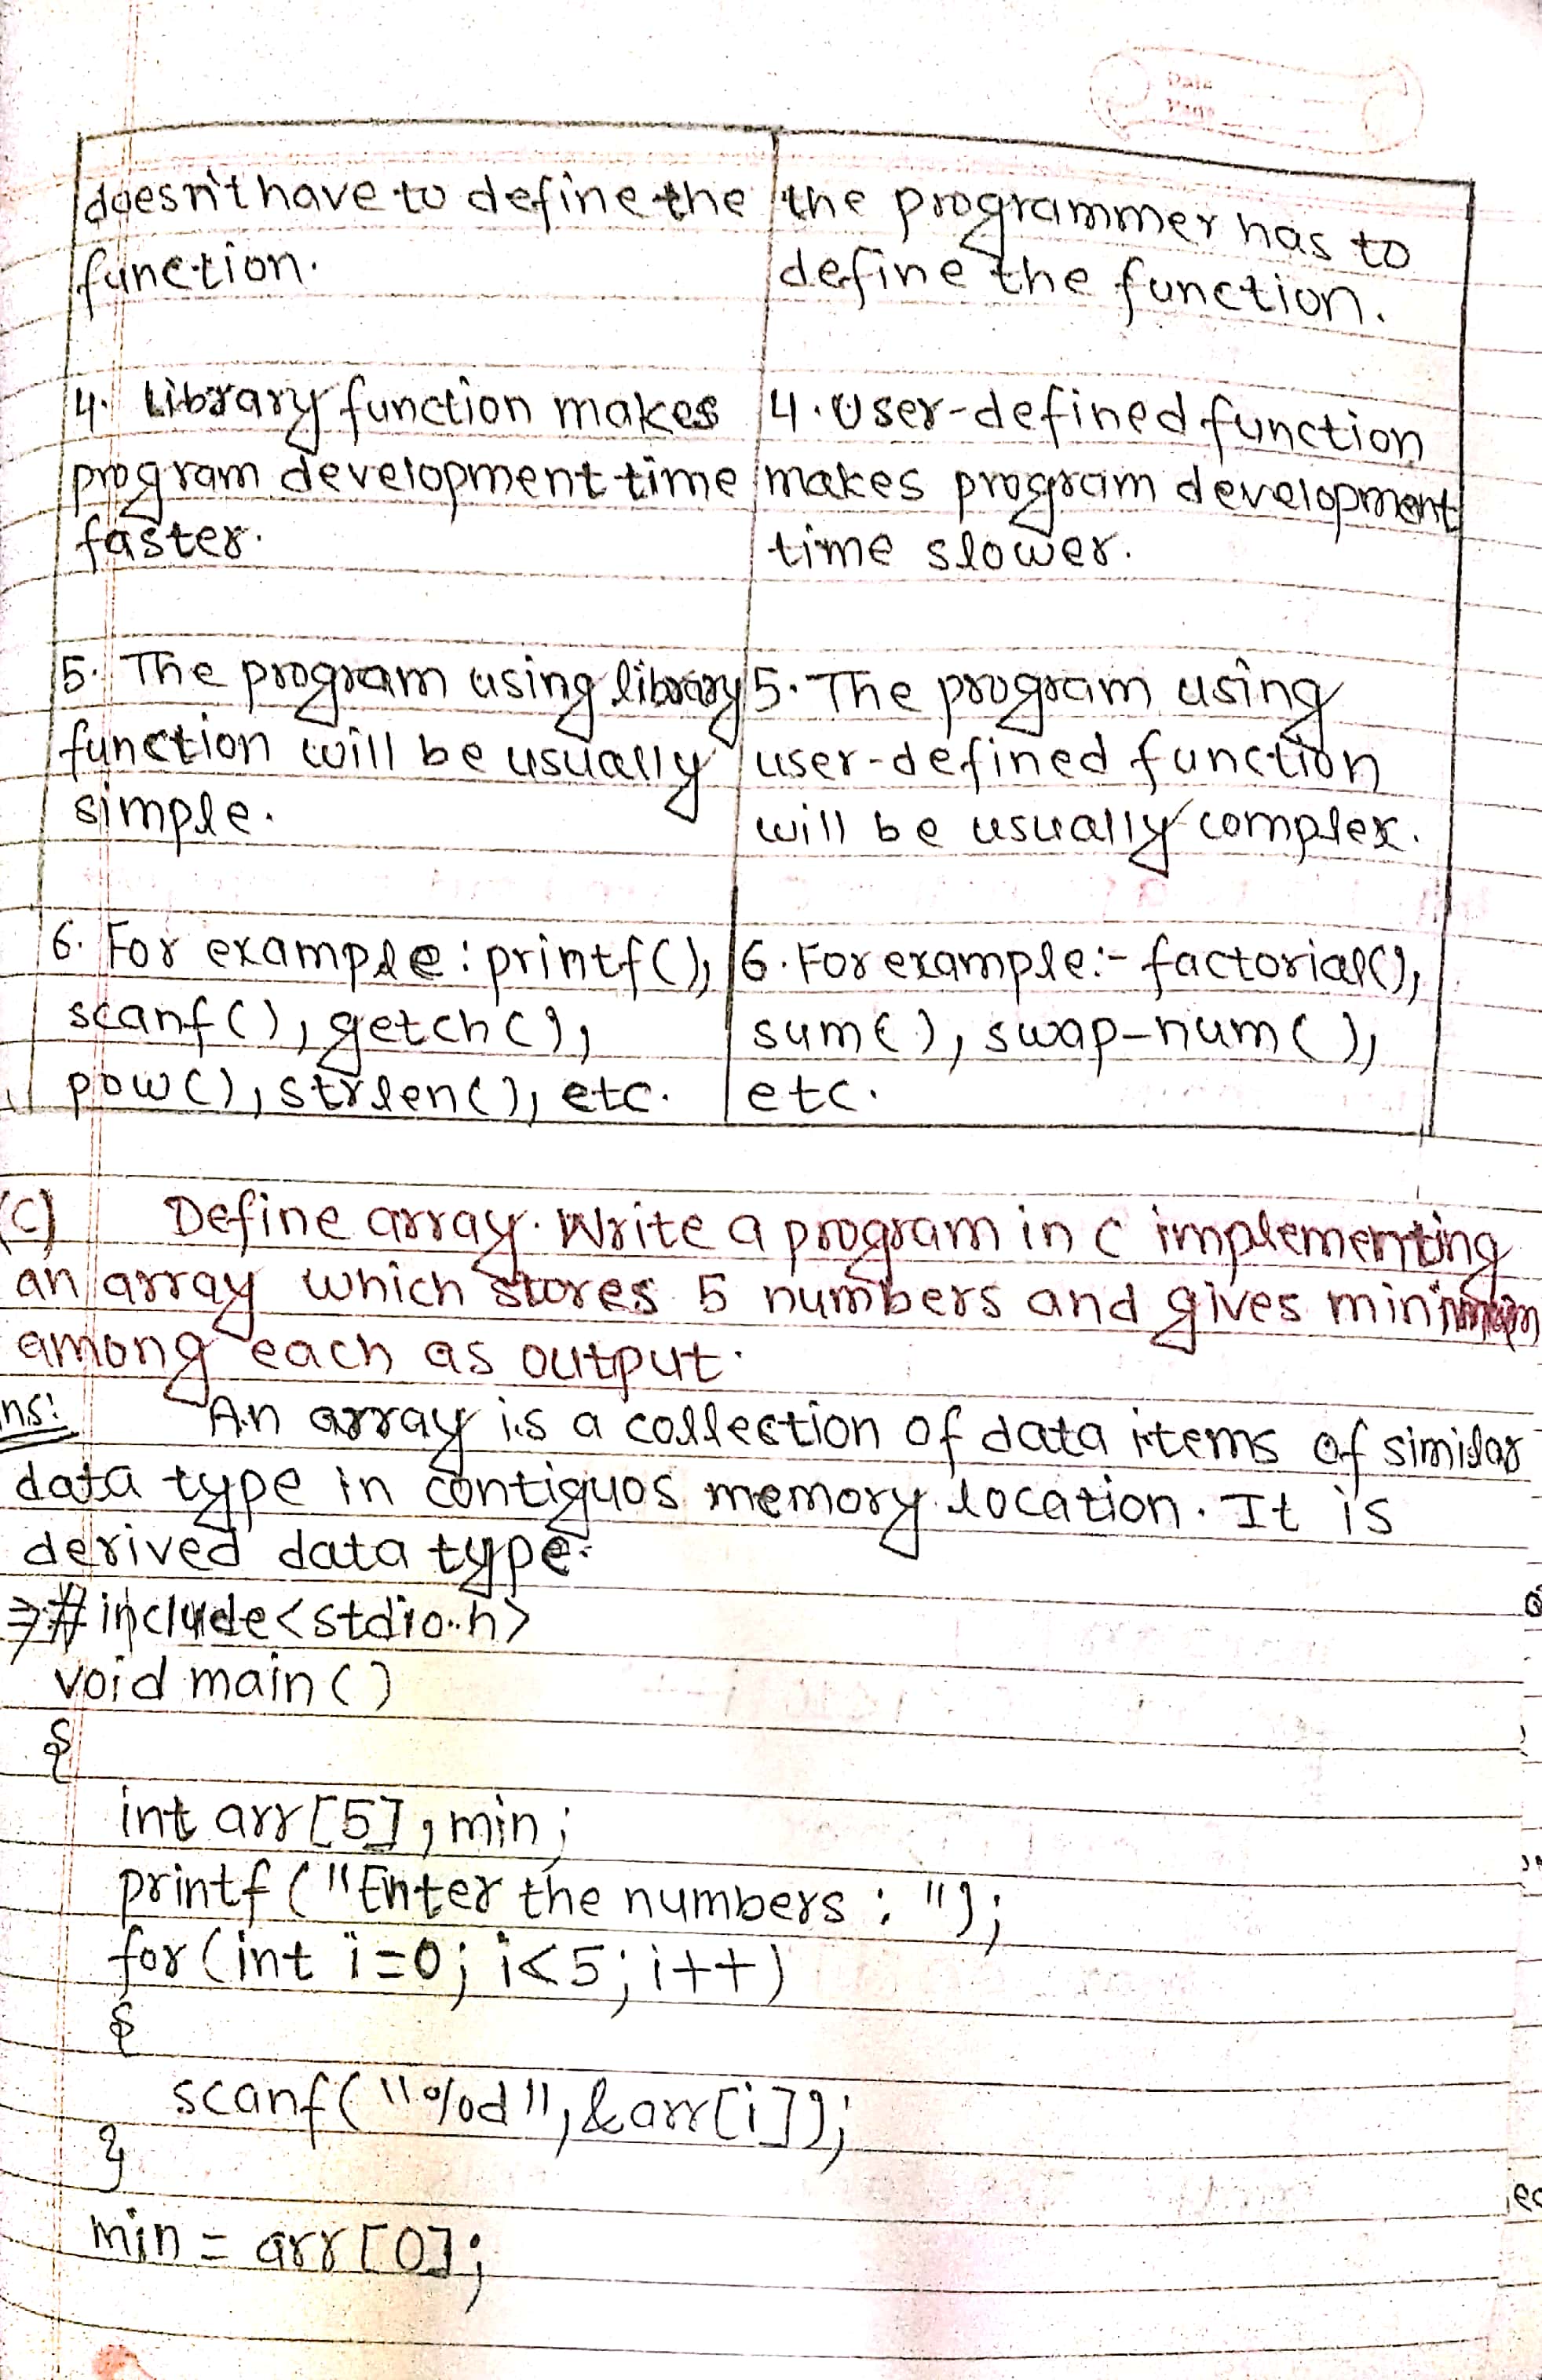 doesn't have to define the
function.
4. Library function makes
program development time
faster.
5. The program using library
function will be usually
simple.
6. For example : printf(),
scanf(), getch(),
pow(), strlen(), etc.
the programmer has to
define the function.
4. User-defined function
makes program development
time slower.
5. The program using
user-defined function
will be usually complex.
6. For example:- factorial(),
sum(), swap-num(),
etc.
(C) Define array. Write a program in c implementing
an array which stores 5 numbers and gives minimum
among each as output.
ns: An array is a collection of data items of similar
data type in contiguos memory location. It is
derived data type.
⇒ # include<stdio.h>
void main()
{
int arr[5], min;
printf("Enter the numbers : ");
for(int i=0; i<5; i++)
{
scanf("%d", &arr[i]);
}
min = arr[0];